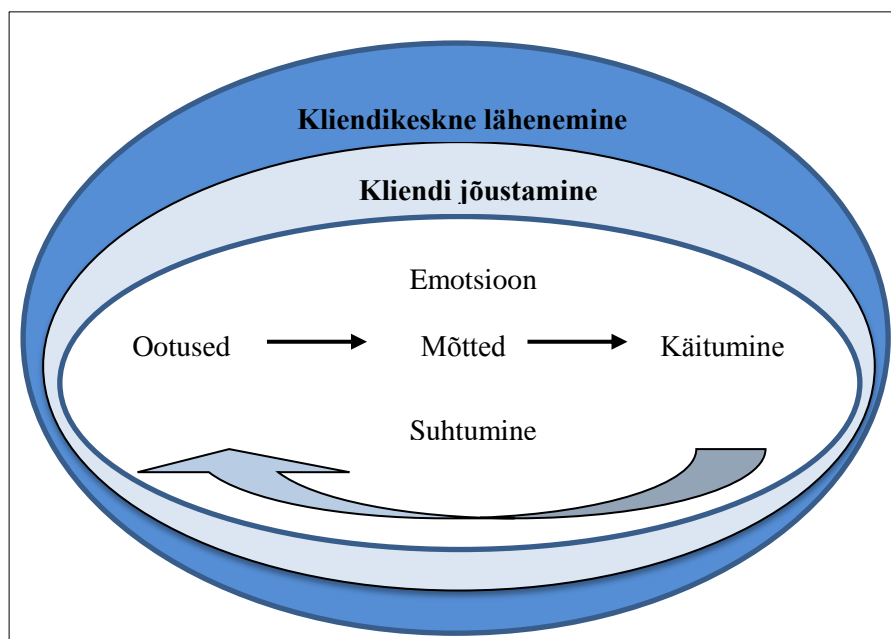 Kliendikeskne lähenemine
Kliendi jõustamine
Emotsioon
Ootused Mõtted Käitumine
Suhtumine